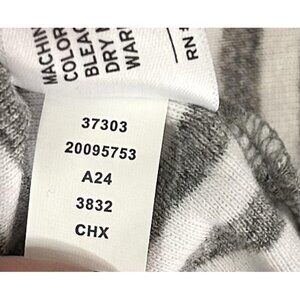 MACHIN
COLOR
BLEAC
DRY 
WAR
RN
37303
20095753
A24
3832
CHX